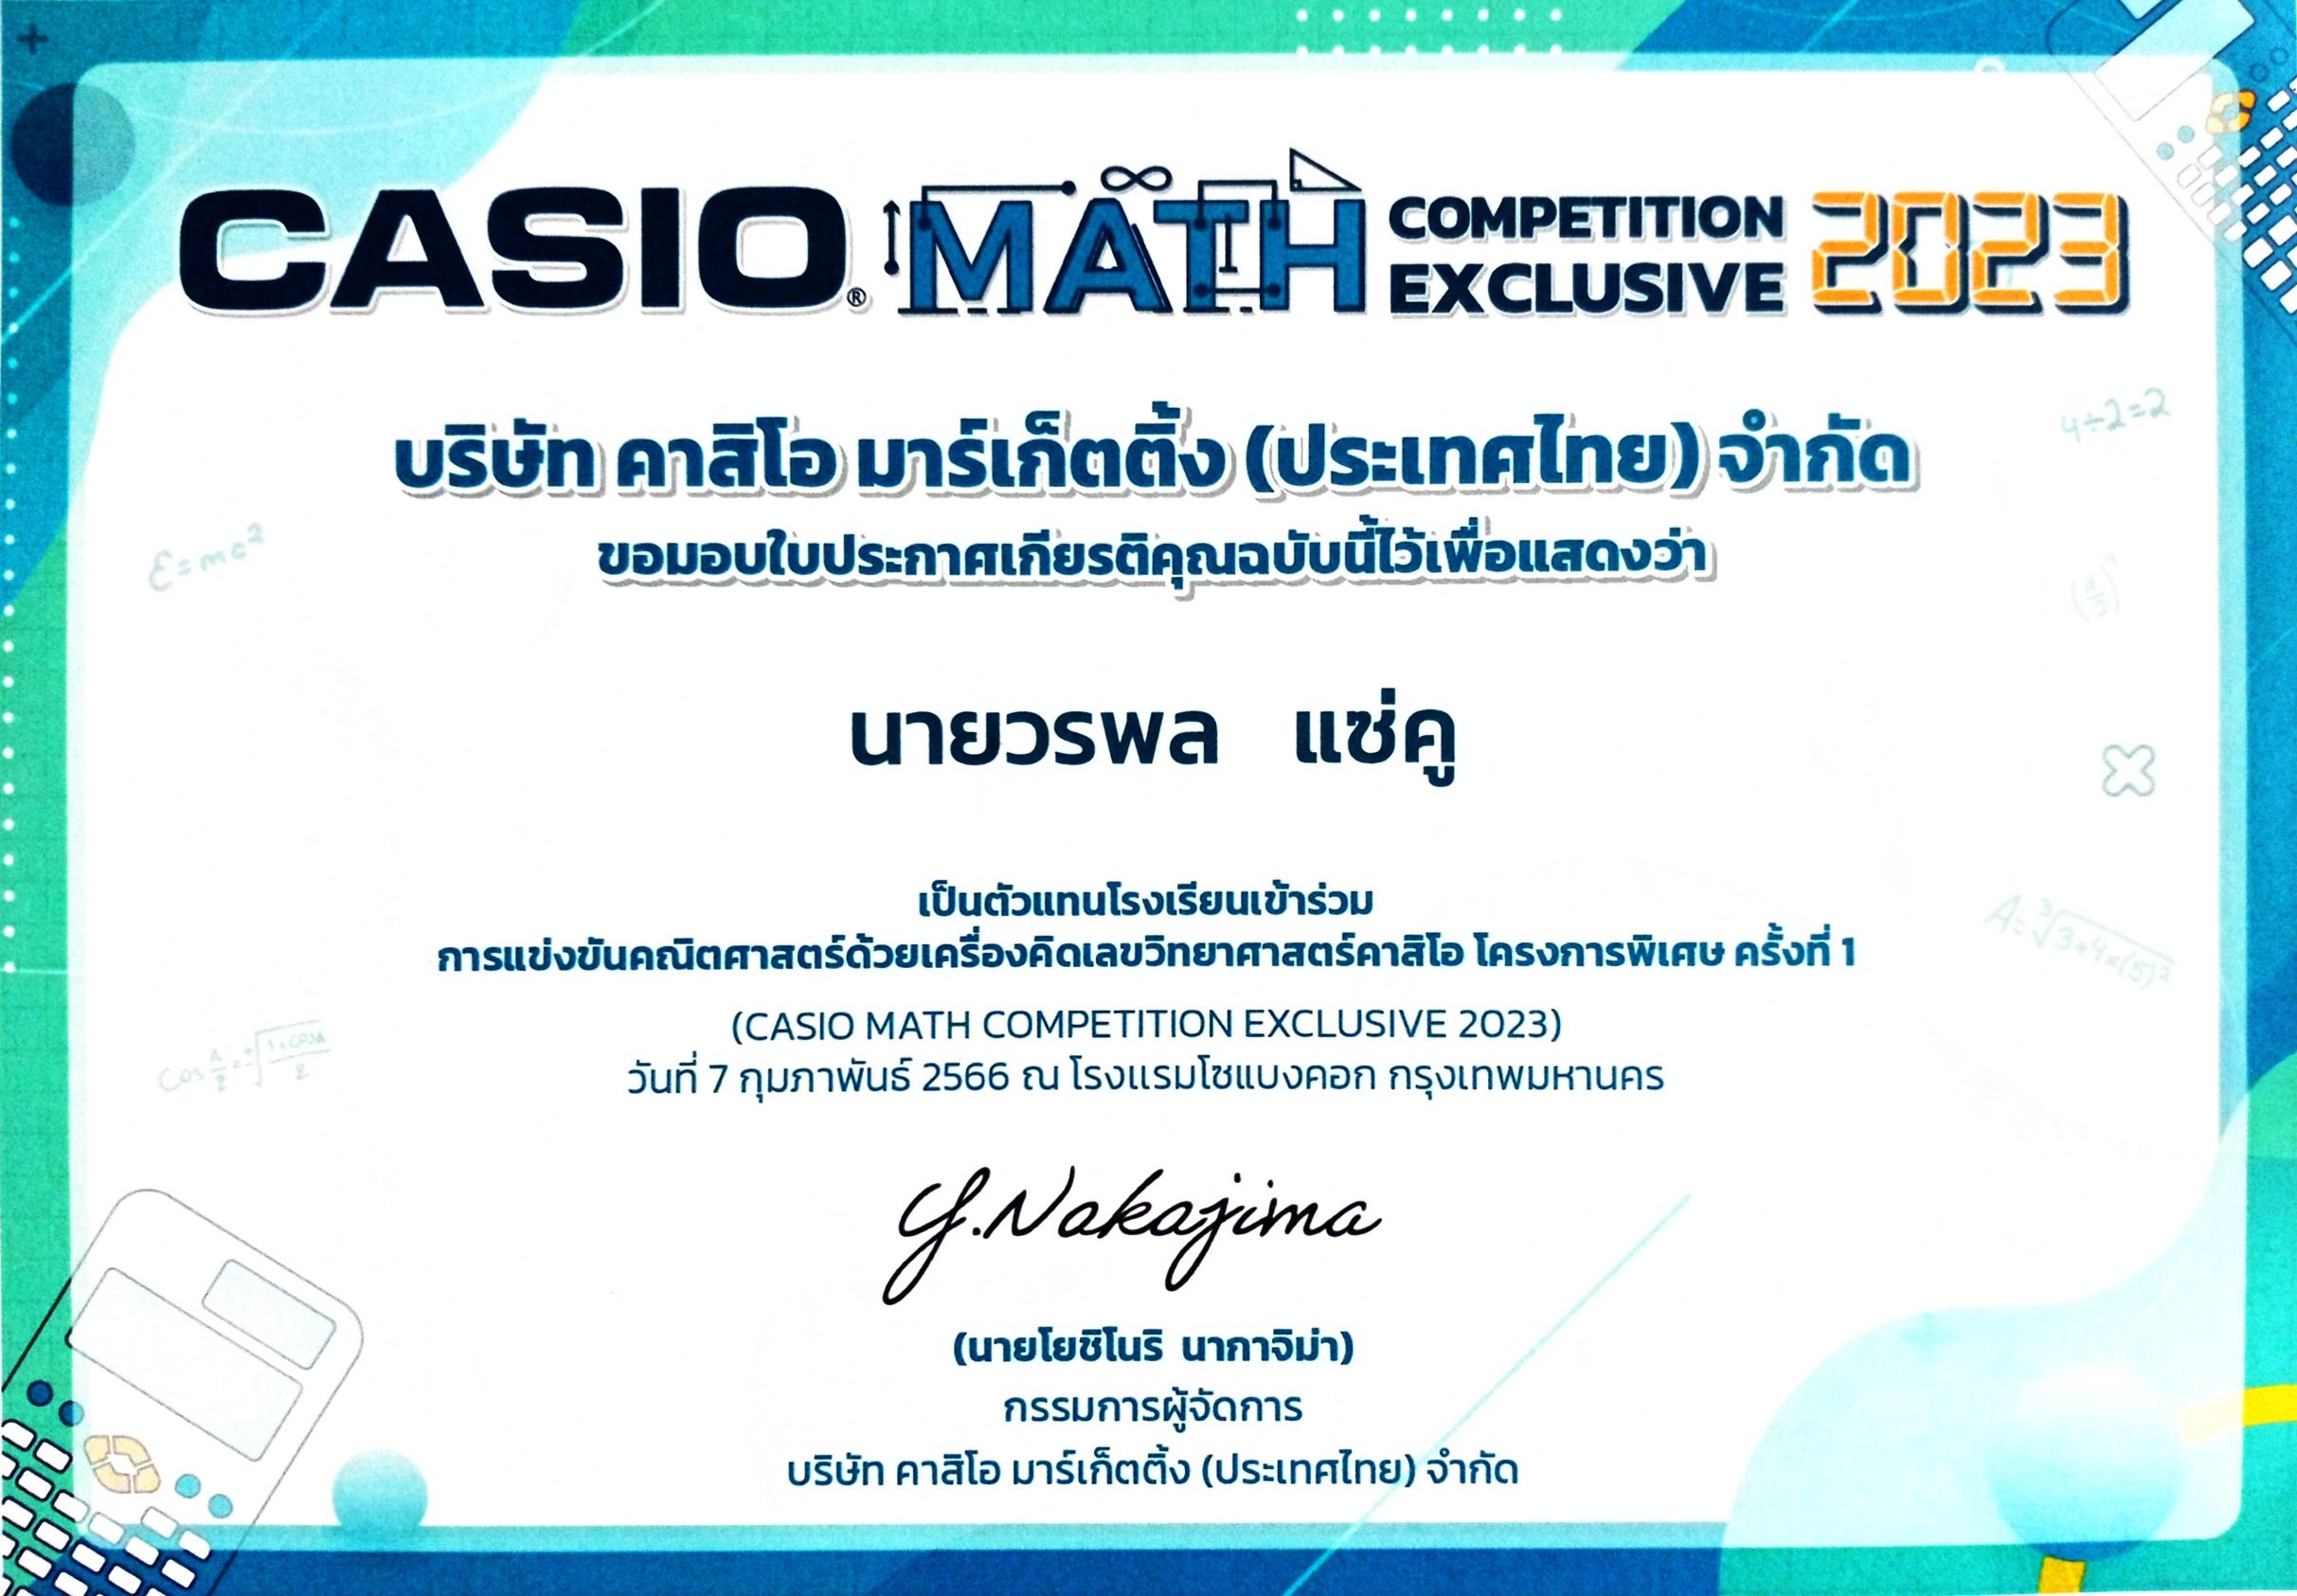 CASIO® MATH COMPETITION EXCLUSIVE 2023
บริษัท คาสิโอ มาร์เก็ตติ้ง (ประเทศไทย) จำกัด
ขอมอบใบประกาศเกียรติคุณฉบับนี้ไว้เพื่อแสดงว่า
4÷2=2
E=mc²
นายวรพล แซ่คู
เป็นตัวแทนโรงเรียนเข้าร่วม
การแข่งขันคณิตศาสตร์ด้วยเครื่องคิดเลขวิทยาศาสตร์คาสิโอ โครงการพิเศษ ครั้งที่ 1
(CASIO MATH COMPETITION EXCLUSIVE 2023)
วันที่ 7 กุมภาพันธ์ 2566 ณ โรงแรมโซแบงคอก กรุงเทพมหานคร
Y.Nakajima
(นายโยชิโนริ นากาจิม่า)
กรรมการผู้จัดการ
บริษัท คาสิโอ มาร์เก็ตติ้ง (ประเทศไทย) จำกัด